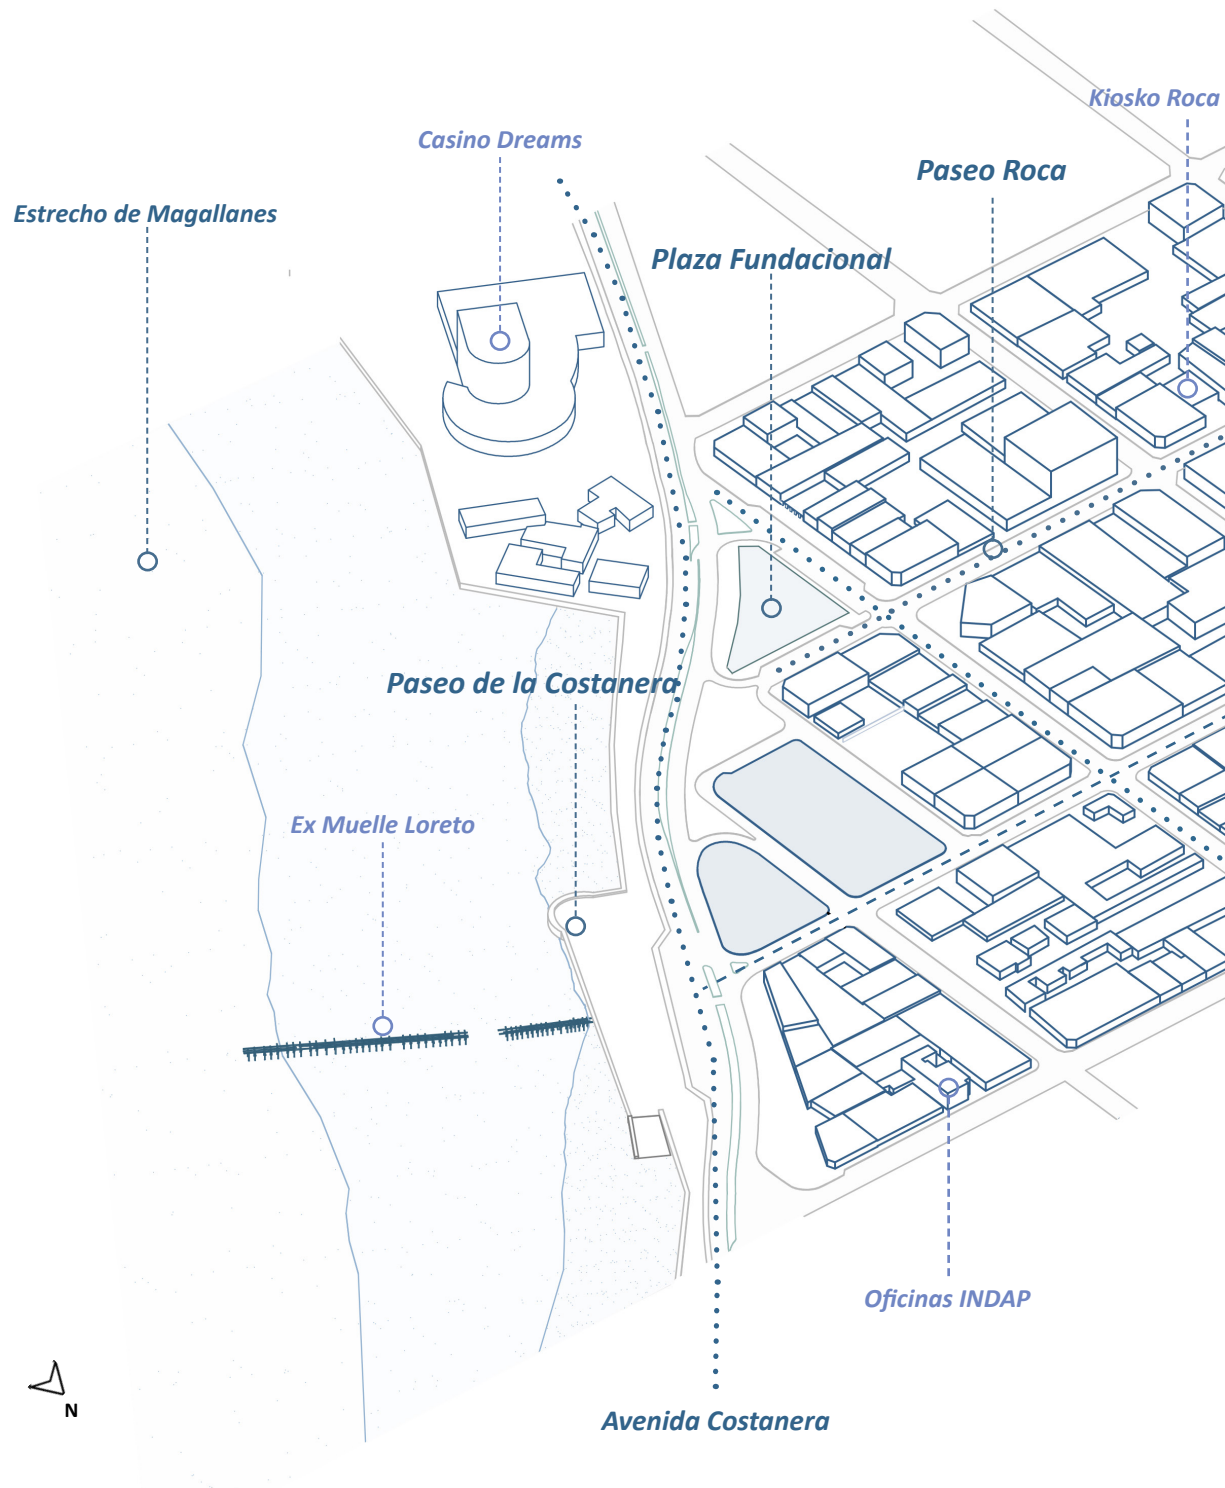 Kiosko Roca
Casino Dreams
Paseo Roca
Estrecho de Magallanes
Plaza Fundacional
Paseo de la Costanera
Ex Muelle Loreto
Oficinas INDAP
N
Avenida Costanera